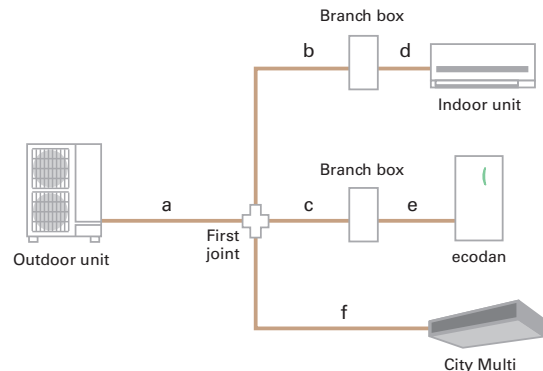 Branch box
b
d
Indoor unit
Branch box
a
c
e
First
joint
Outdoor unit
ecodan
f
City Multi